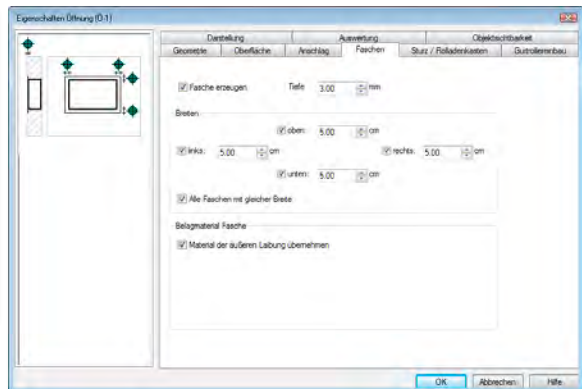 Eigenschaften Öffnung (Ö-1)
Darstellung Auswertung Objektsichtbarkeit
Geometrie Oberfläche Anschlag Faschen Sturz / Rolladenkasten Gurtrollereinbau
Fasche erzeugen Tiefe 3.00 mm
Breiten
oben: 5.00 cm
links: 5.00 cm rechts: 5.00 cm
unten: 5.00 cm
Alle Faschen mit gleicher Breite
Belagmaterial Fasche
Material der äußeren Laibung übernehmen
OK Abbrechen Hilfe